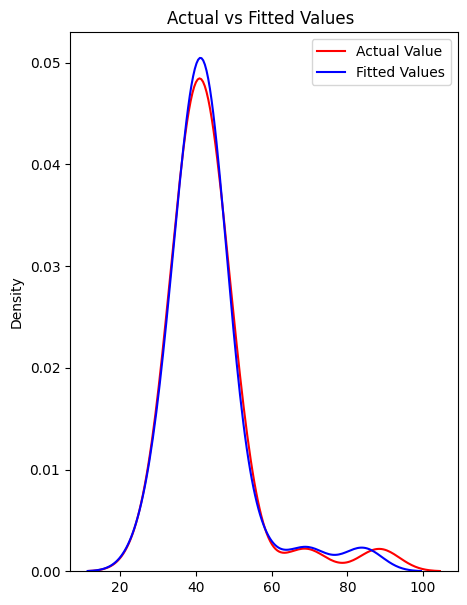 Actual vs Fitted Values
Actual Value
Fitted Values
0.05
0.04
0.03
0.02
0.01
0.00
Density
20 40 60 80 100